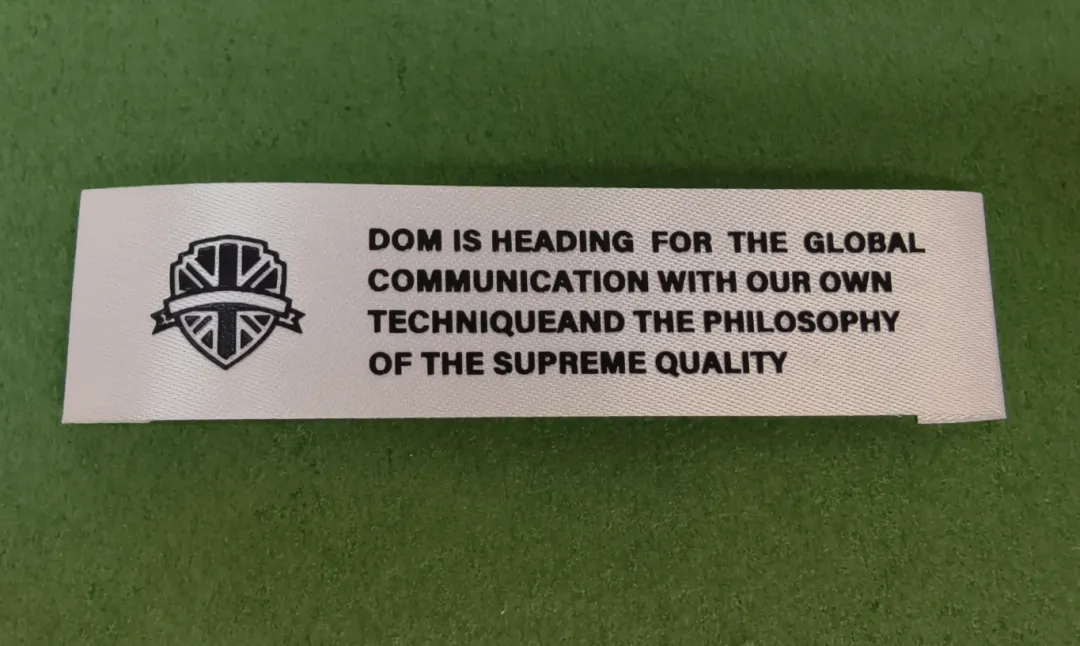 DOM IS HEADING FOR THE GLOBAL
COMMUNICATION WITH OUR OWN
TECHNIQUEAND THE PHILOSOPHY
OF THE SUPREME QUALITY